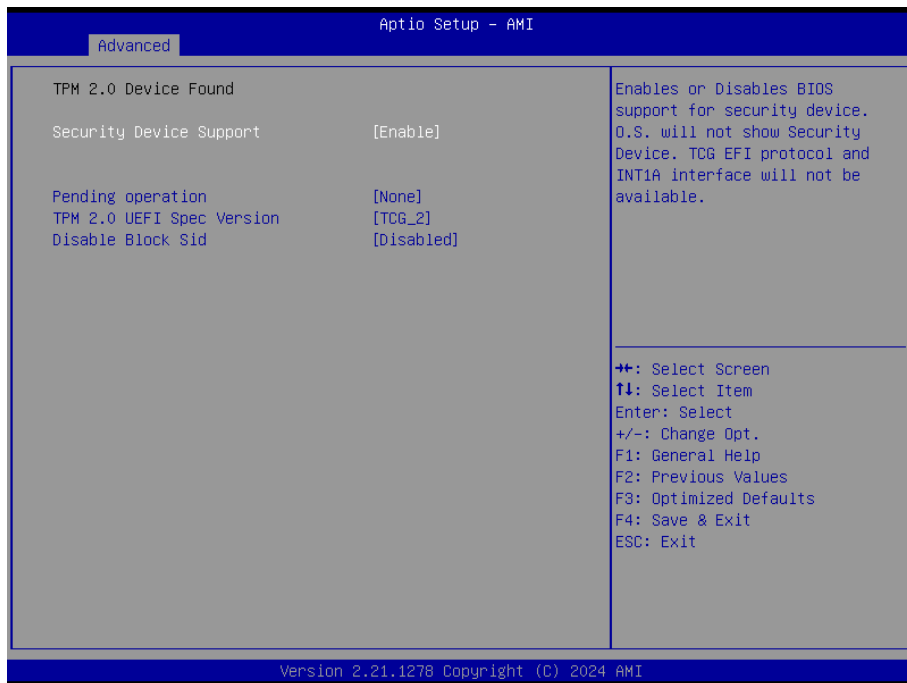 Aptio Setup – AMI
Advanced
TPM 2.0 Device Found
Security Device Support [Enable]
Pending operation [None]
TPM 2.0 UEFI Spec Version [TCG_2]
Disable Block Sid [Disabled]
Enables or Disables BIOS
support for security device.
O.S. will not show Security
Device. TCG EFI protocol and
INT1A interface will not be
available.
→←: Select Screen
↑↓: Select Item
Enter: Select
+/-: Change Opt.
F1: General Help
F2: Previous Values
F3: Optimized Defaults
F4: Save & Exit
ESC: Exit
Version 2.21.1278 Copyright (C) 2024 AMI